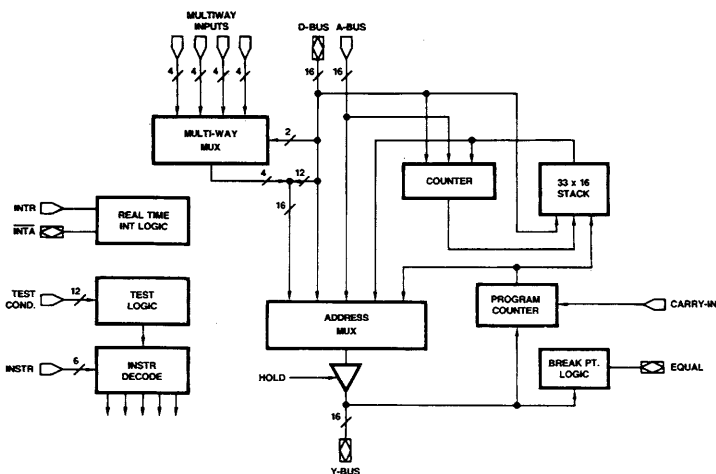 MULTIWAY
INPUTS
D-BUS
A-BUS
4
4
4
4
16
16
MULTI-WAY
MUX
2
4
12
16
COUNTER
33 x 16
STACK
INTR
INTA
REAL TIME
INT LOGIC
TEST
COND.
12
TEST
LOGIC
ADDRESS
MUX
PROGRAM
COUNTER
CARRY-IN
INSTR
6
INSTR
DECODE
HOLD
BREAK PT.
LOGIC
EQUAL
16
Y-BUS